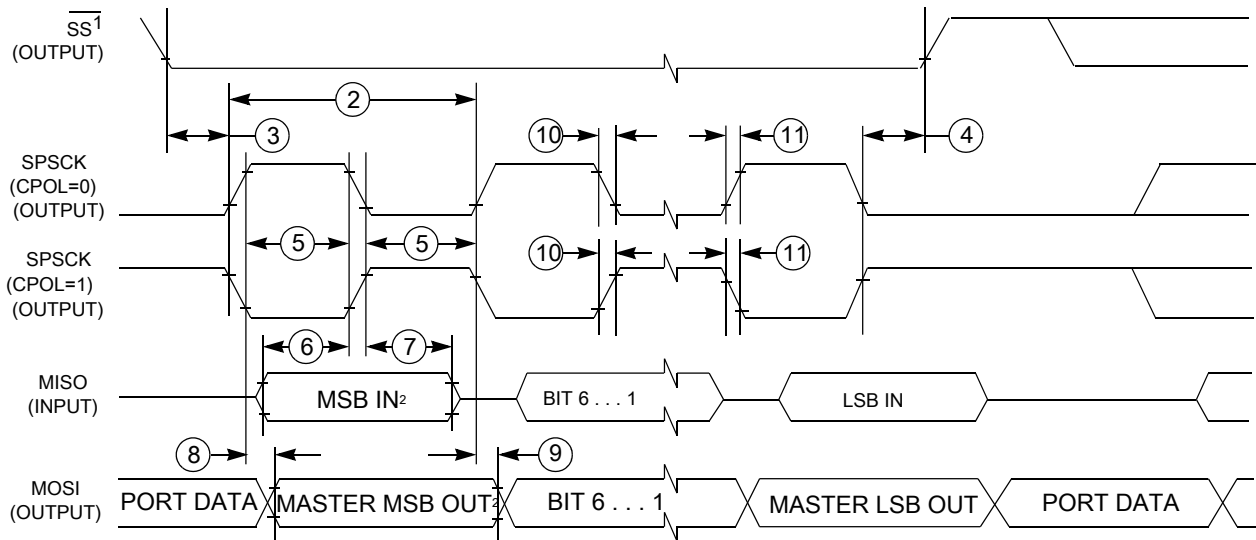 SS1
(OUTPUT)
2
3
10
11
4
SPSCK
(CPOL=0)
(OUTPUT)
5
5
SPSCK
(CPOL=1)
(OUTPUT)
10
11
6
7
MISO
(INPUT)
MSB IN2
BIT 6 . . . 1
LSB IN
8
9
MOSI
(OUTPUT)
PORT DATA
MASTER MSB OUT2
BIT 6 . . . 1
MASTER LSB OUT
PORT DATA